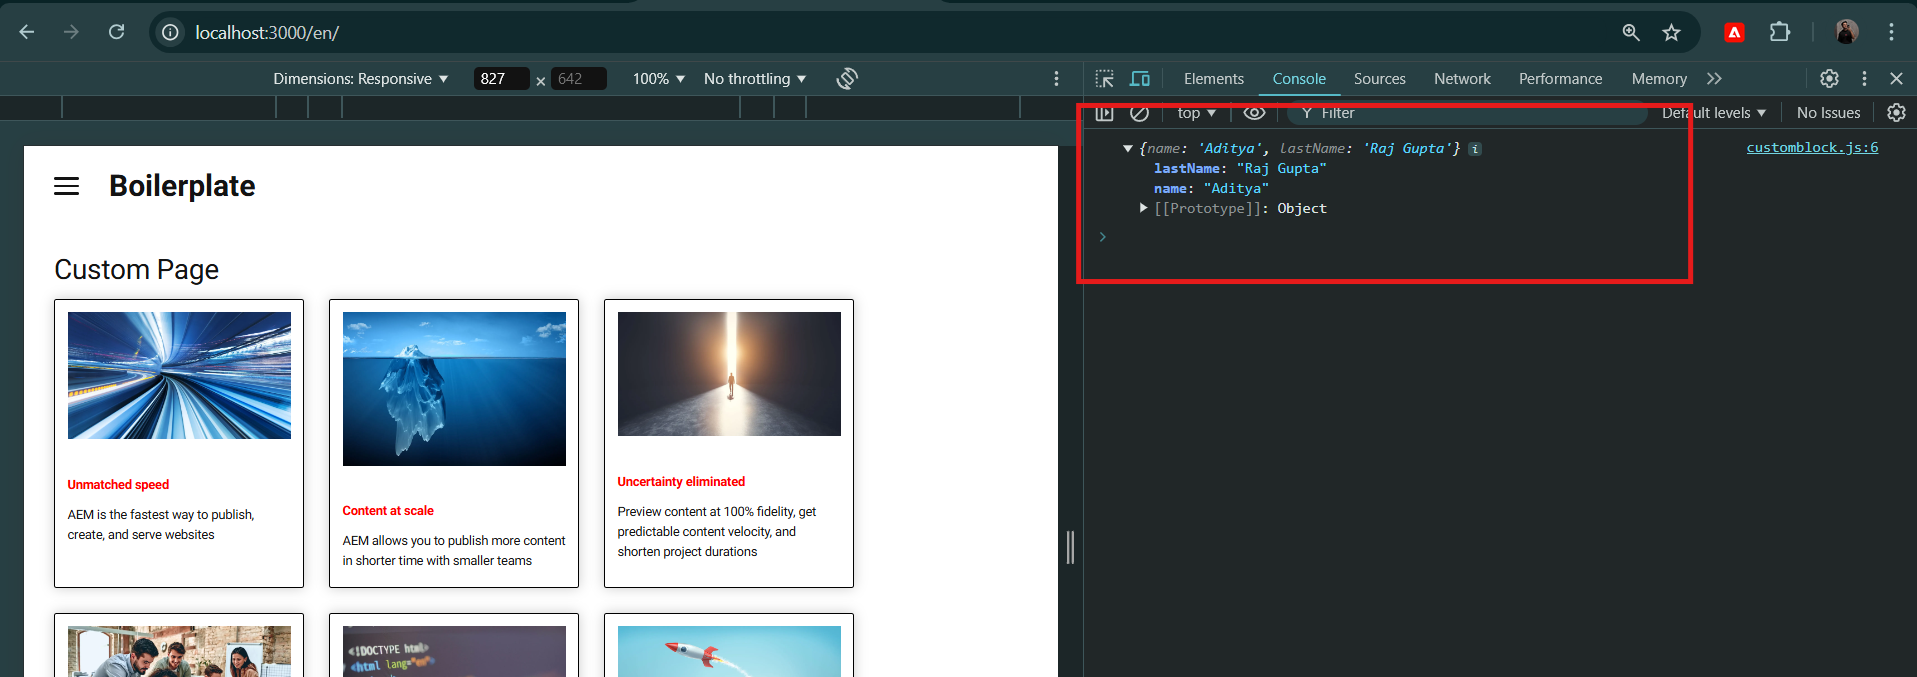 localhost:3000/en/
Dimensions: Responsive ▼ 827 × 642 100% ▼ No throttling ▼
Elements Console Sources Network Performance Memory
top ▼ Filter Default levels ▼ No Issues
▼ {name: 'Aditya', lastName: 'Raj Gupta'} i customblock.js:6
lastName: "Raj Gupta"
name: "Aditya"
▶ [[Prototype]]: Object
>
Boilerplate
Custom Page
Unmatched speed
AEM is the fastest way to publish,
create, and serve websites
Content at scale
AEM allows you to publish more content
in shorter time with smaller teams
Uncertainty eliminated
Preview content at 100% fidelity, get
predictable content velocity, and
shorten project durations
<!DOCTYPE html>
<html lang="en">